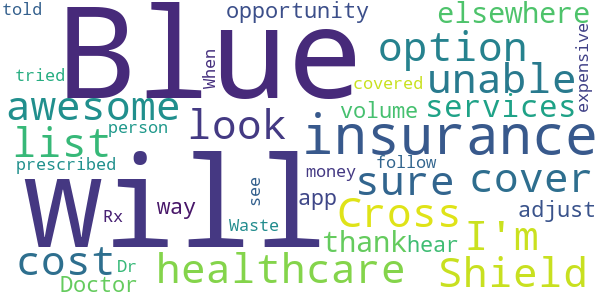 told
Blue
opportunity
elsewhere
When
option
expensive
tried
covered
unable
awesome
volume
services
list
person
look
insurance
prescribed
Will
follow
see
money
sure
cover
Rx
way
app
Cross
adjust
Waste
thank
hear
I'm
cost
Dr
healthcare
Shield
Doctor